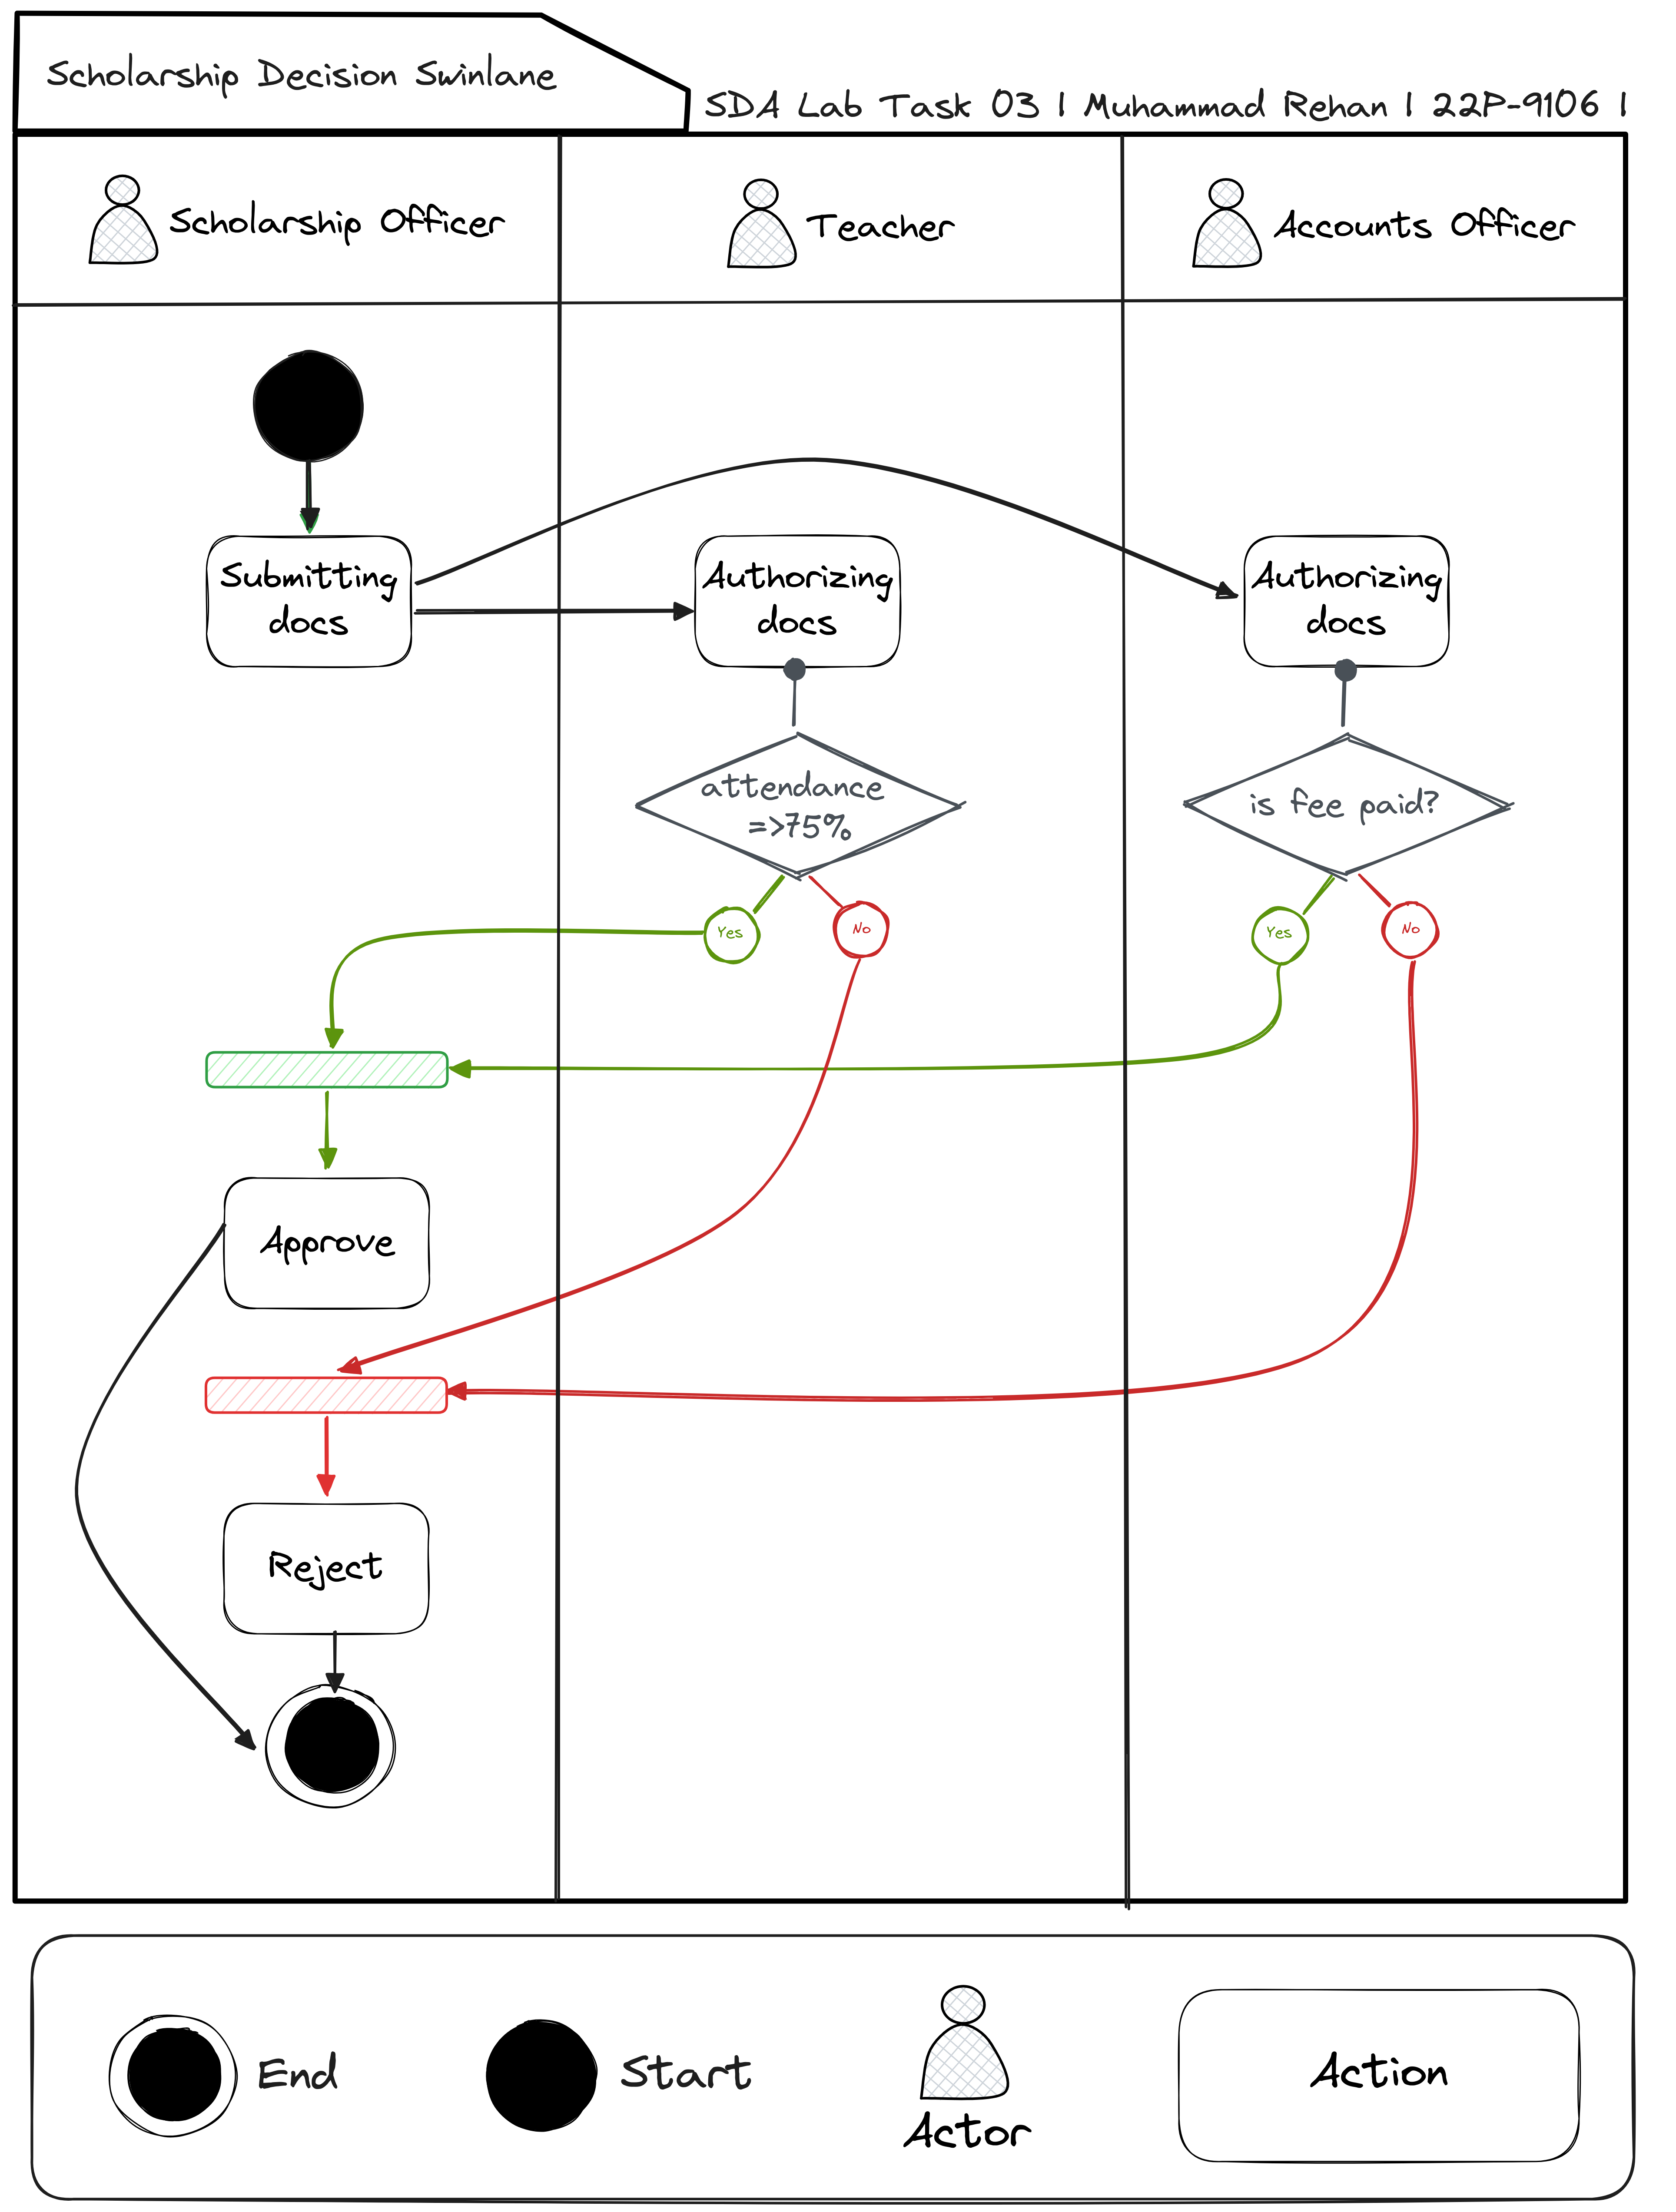 Scholarship Decision Swinlane
SDA Lab Task 03 | Muhammad Rehan | 22P-9106 |
Scholarship Officer
Teacher
Accounts Officer
Submitting
docs
Authorizing
docs
Authorizing
docs
attendance
=>75%
is fee paid?
Yes
No
Yes
No
Approve
Reject
End
Start
Actor
Action